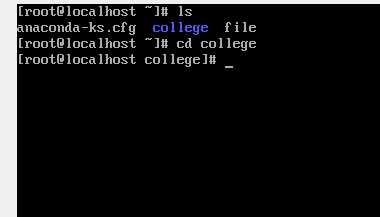 [root@localhost ~]# ls
anaconda-ks.cfg  college  file
[root@localhost ~]# cd college
[root@localhost college]# _